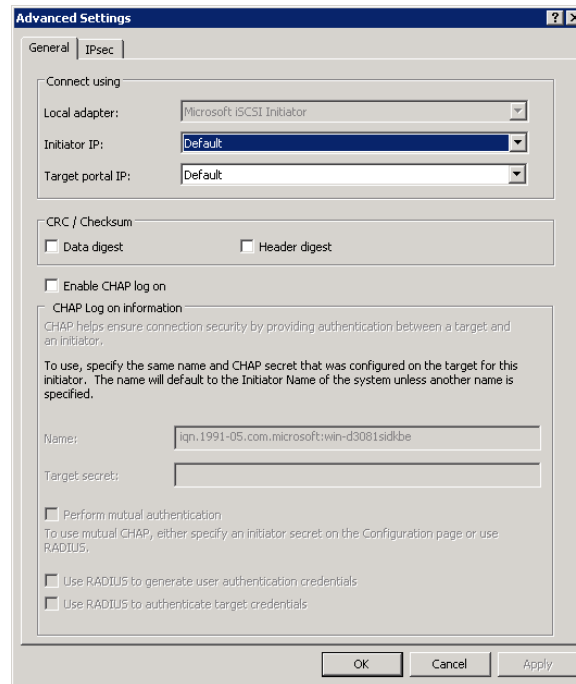 Advanced Settings
General IPsec
Connect using
Local adapter: Microsoft iSCSI Initiator
Initiator IP: Default
Target portal IP: Default
CRC / Checksum
Data digest Header digest
Enable CHAP log on
CHAP Log on information
CHAP helps ensure connection security by providing authentication between a target and
an initiator.
To use, specify the same name and CHAP secret that was configured on the target for this
initiator. The name will default to the Initiator Name of the system unless another name is
specified.
Name: iqn.1991-05.com.microsoft:win-d3081sidkbe
Target secret:
Perform mutual authentication
To use mutual CHAP, either specify an initiator secret on the Configuration page or use
RADIUS.
Use RADIUS to generate user authentication credentials
Use RADIUS to authenticate target credentials
OK Cancel Apply